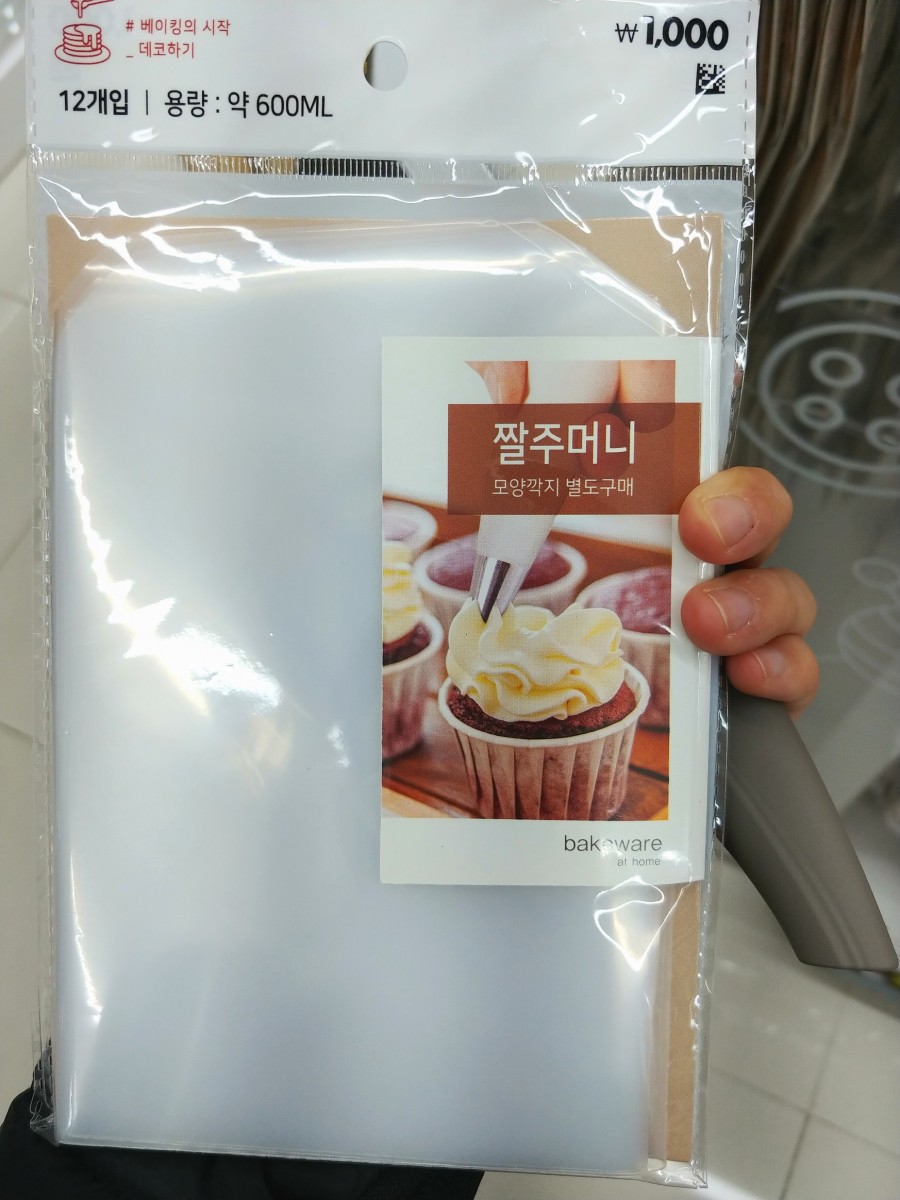 # 베이킹의 시작
_ 데코하기
₩1,000
12개입 | 용량 : 약 600ML
짤주머니
모양깍지 별도구매
bakeware
at home